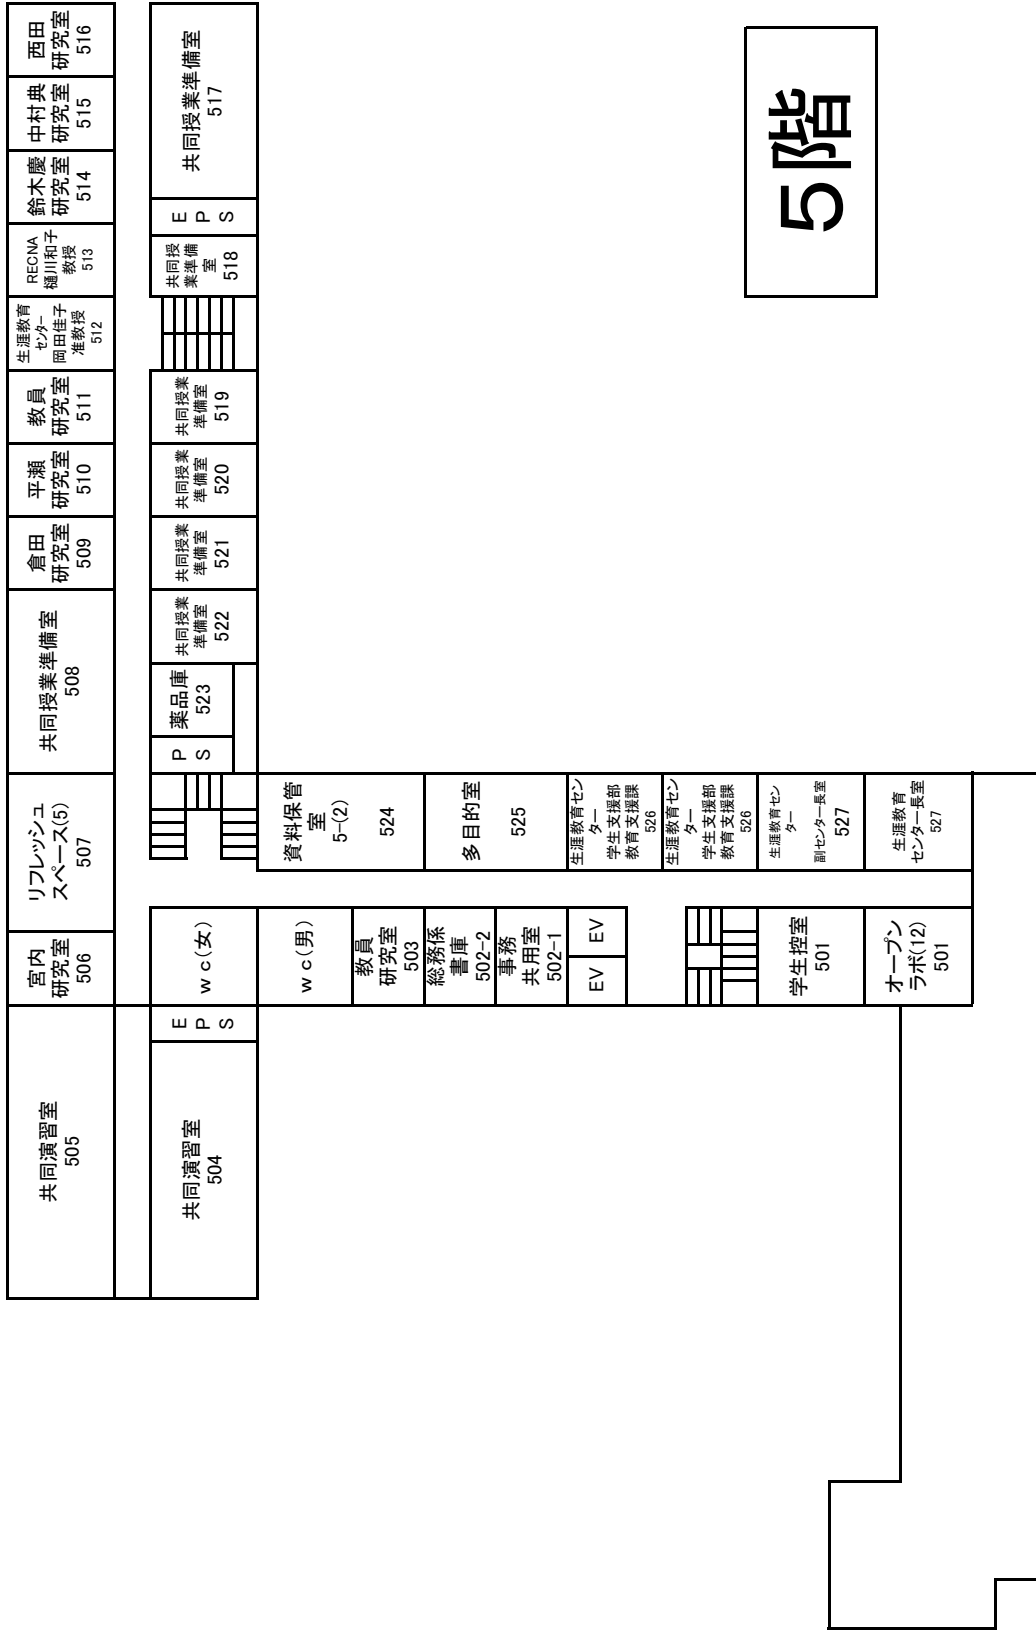 共同演習室
505
宮内
研究室
506
リフレッシュ
スペース(5)
507
共同授業準備室
508
倉田
研究室
509
平瀬
研究室
510
教員
研究室
511
生涯教育
センター
岡田佳子
准教授
512
RECNA
樋川和子
教授
513
鈴木慶
研究室
514
中村典
研究室
515
西田
研究室
516
共同演習室
504
E
P
S
ｗｃ(女)
P
S
薬品庫
523
共同授業
準備室
522
共同授業
準備室
521
共同授業
準備室
520
共同授業
準備室
519
共同授
業準備
室
518
E
P
S
共同授業準備室
517
ｗｃ(男)
資料保管
室
5-(2)
524
教員
研究室
503
総務係
書庫
502-2
多目的室
525
事務
共用室
502-1
EV
EV
生涯教育セン
ター
学生支援部
教育支援課
526
生涯教育セン
ター
学生支援部
教育支援課
526
学生控室
501
生涯教育セン
ター
副センター長室
527
オープン
ラボ(12)
501
生涯教育
センター長室
527
５階